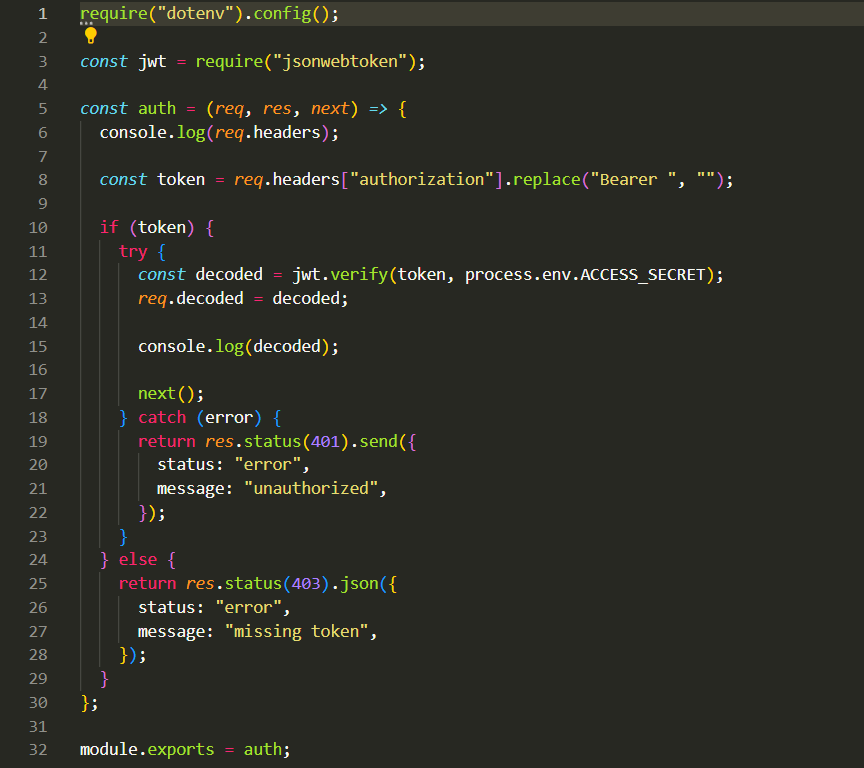 1 require("dotenv").config();
2
3 const jwt = require("jsonwebtoken");
4
5 const auth = (req, res, next) => {
6   console.log(req.headers);
7
8   const token = req.headers["authorization"].replace("Bearer ", "");
9
10   if (token) {
11     try {
12       const decoded = jwt.verify(token, process.env.ACCESS_SECRET);
13       req.decoded = decoded;
14
15       console.log(decoded);
16
17       next();
18     } catch (error) {
19       return res.status(401).send({
20         status: "error",
21         message: "unauthorized",
22       });
23     }
24   } else {
25     return res.status(403).json({
26       status: "error",
27       message: "missing token",
28     });
29   }
30 };
31
32 module.exports = auth;